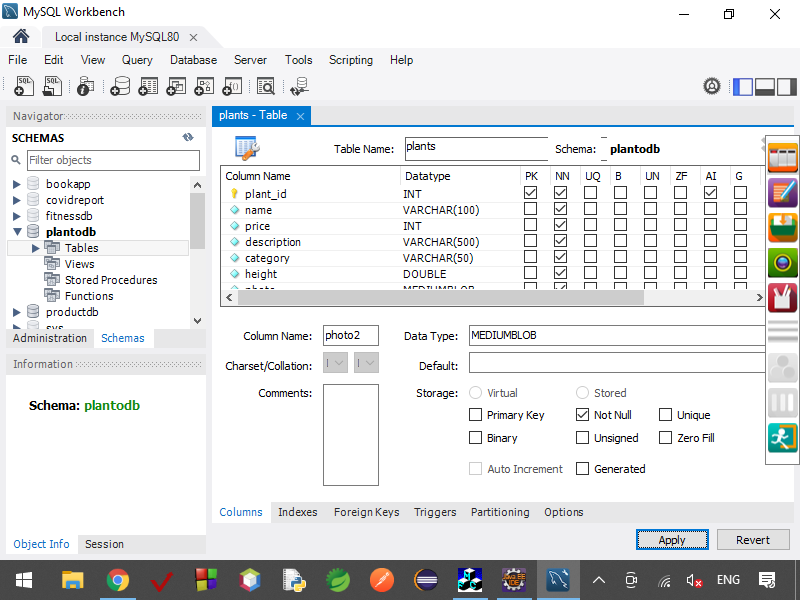 MySQL Workbench
Local instance MySQL80
File Edit View Query Database Server Tools Scripting Help
Navigator
SCHEMAS
Filter objects
bookapp
covidreport
fitnessdb
plantodb
Tables
Views
Stored Procedures
Functions
productdb
sys
Administration Schemas
Information
Schema: plantodb
Object Info Session
plants - Table
Table Name: plants Schema: plantodb
Column Name Datatype PK NN UQ B UN ZF AI G
plant_id INT
name VARCHAR(100)
price INT
description VARCHAR(500)
category VARCHAR(50)
height DOUBLE
photo MEDIUMBLOB
Column Name: photo2 Data Type: MEDIUMBLOB
Charset/Collation: Default:
Comments: Storage: Virtual Stored
Primary Key Not Null Unique
Binary Unsigned Zero Fill
Auto Increment Generated
Columns Indexes Foreign Keys Triggers Partitioning Options
Apply Revert
ENG